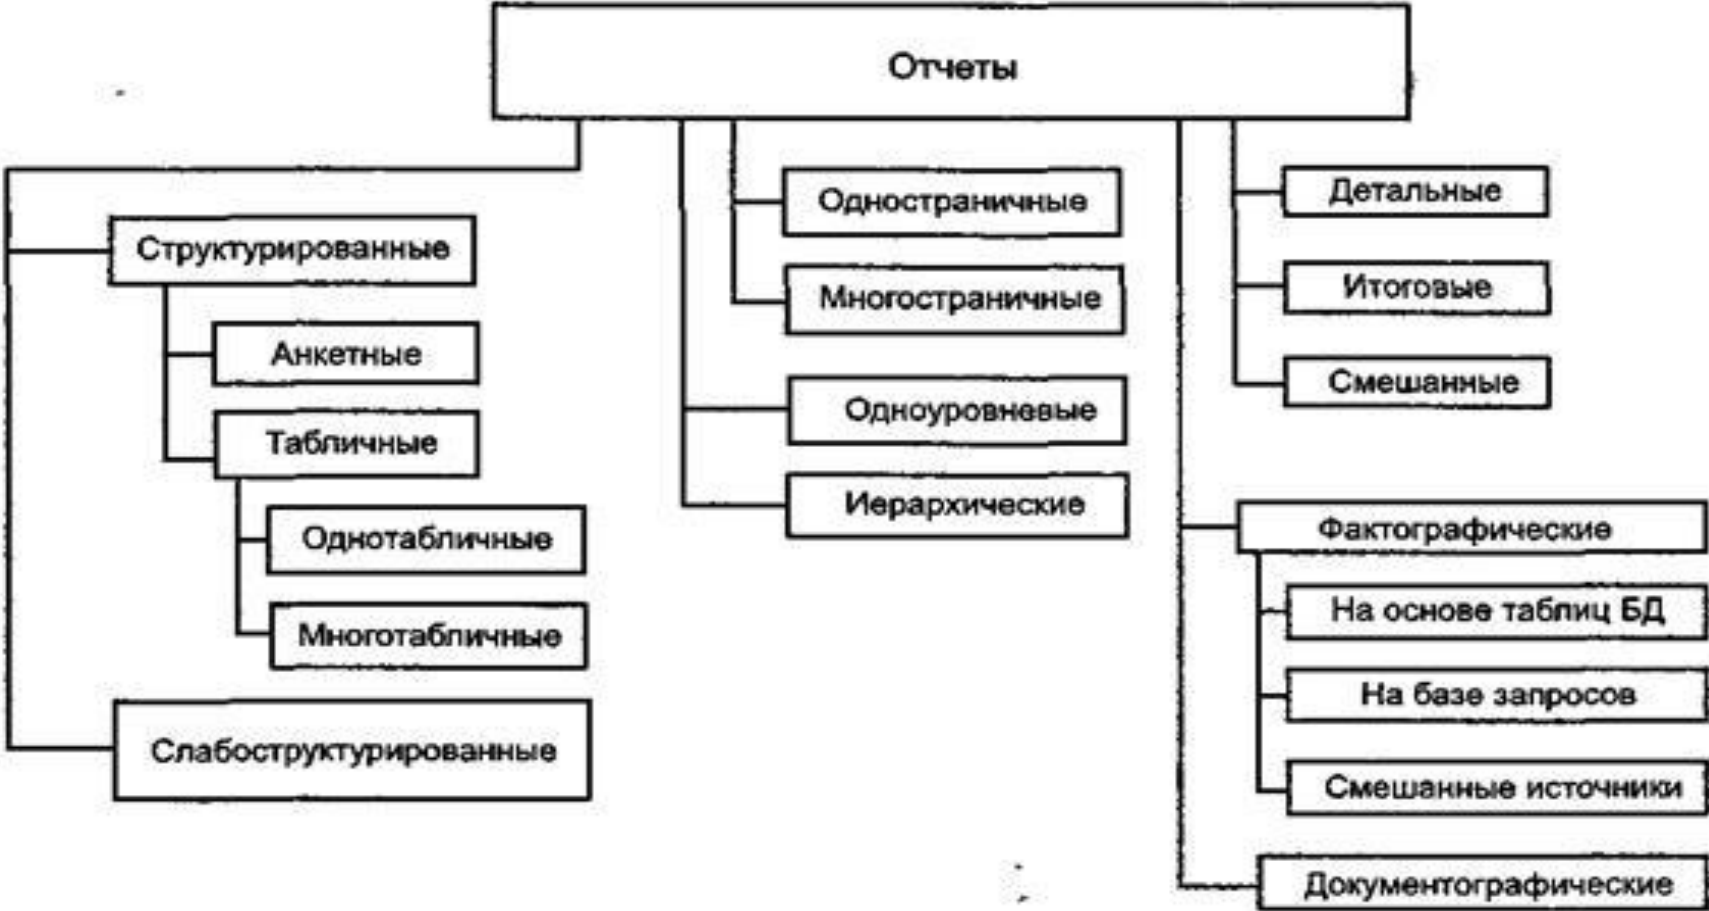 Отчеты
Структурированные
Анкетные
Табличные
Однотабличные
Многотабличные
Слабоструктурированные
Одностраничные
Многостраничные
Одноуровневые
Иерархические
Детальные
Итоговые
Смешанные
Фактографические
На основе таблиц БД
На базе запросов
Смешанные источники
Документографические